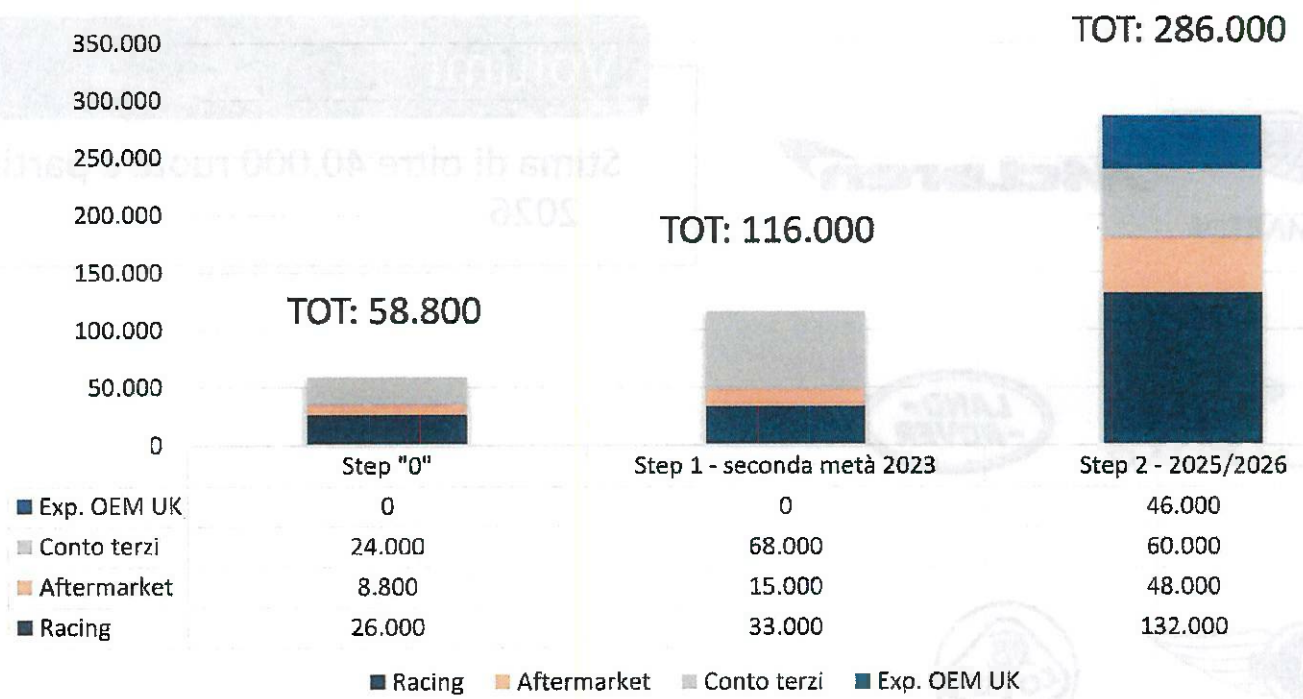 TOT: 286.000
350.000
300.000
250.000
200.000
150.000
100.000
50.000
0
TOT: 116.000
TOT: 58.800
Step "0"
Step 1 - seconda metà 2023
Step 2 - 2025/2026
Exp. OEM UK 0 0 46.000
Conto terzi 24.000 68.000 60.000
Aftermarket 8.800 15.000 48.000
Racing 26.000 33.000 132.000
Racing Aftermarket Conto terzi Exp. OEM UK